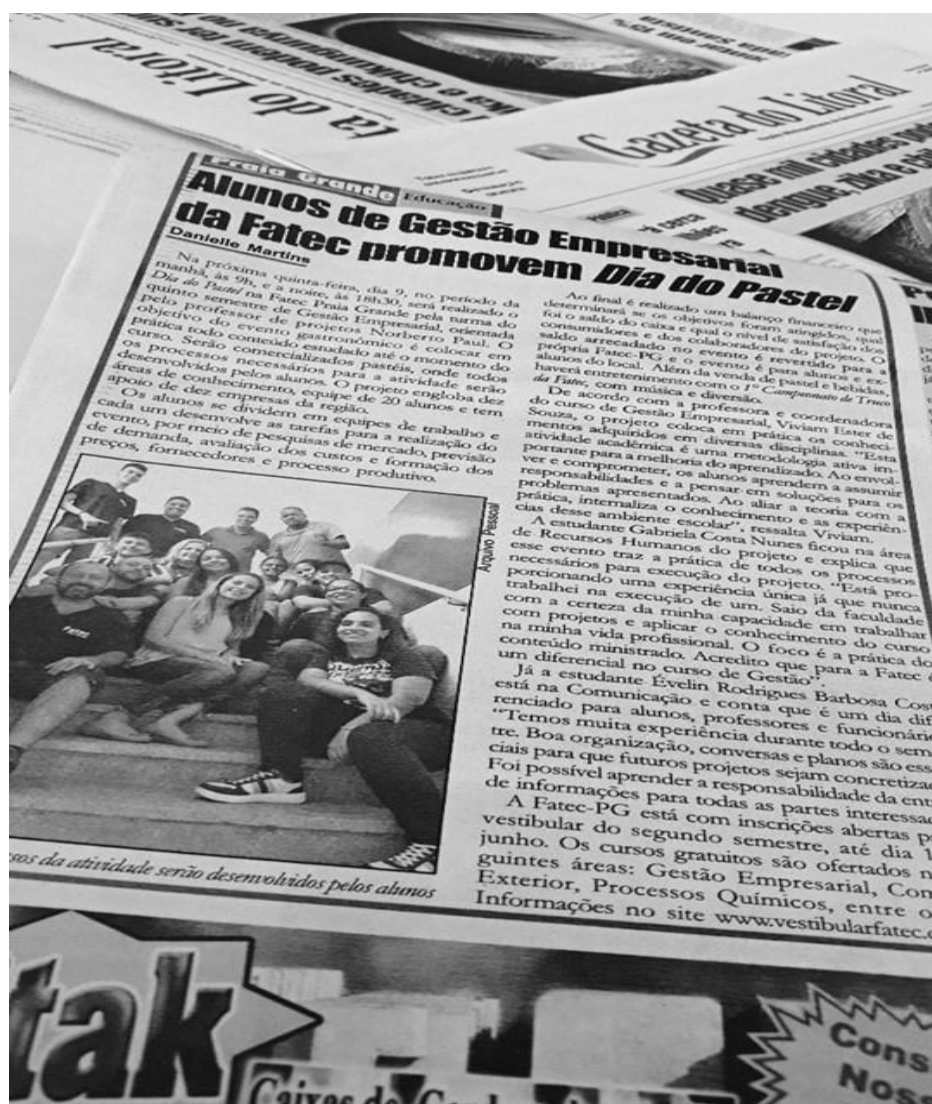 ta do Litoral
cidades podem ter
ika e chikungunya
Gazeta do Litoral
Quase mil cidades
dengue, zika e
cerca
Praia Grande Educação
Alunos de Gestão Empresarial
da Fatec promovem Dia do Pastel
Danielle Martins
Na próxima quinta-feira, dia 9, no período da
manhã, às 9h, e a noite, às 18h30, será realizado o
Dia do Pastel na Fatec Praia Grande pela turma do
quinto semestre de Gestão Empresarial, orientada
pelo professor de projetos Norberto Paul. O
objetivo do evento gastronômico é colocar em
prática todo conteúdo estudado até o momento do
curso. Serão comercializados pastéis, onde todos
os processos necessários para a atividade serão
desenvolvidos pelos alunos. O projeto engloba dez
áreas de conhecimento, equipe de 20 alunos e tem
apoio de dez empresas da região.
Os alunos se dividem em equipes de trabalho e
cada um desenvolve as tarefas para a realização do
evento, por meio de pesquisas de mercado, previsão
de demanda, avaliação dos custos e formação dos
preços, fornecedores e processo produtivo.
Arquivo Pessoal
Fatec
sos da atividade serão desenvolvidos pelos alunos
Ao final é realizado um balanço financeiro que
determinará se os objetivos foram atingidos, qual
foi o saldo do caixa e qual o nível de satisfação dos
consumidores e dos colaboradores do projeto. O
saldo arrecadado no evento é revertido para a
própria Fatec-PG e o evento é para alunos e ex-
alunos do local. Além da venda de pastel e bebidas,
haverá entretenimento com o 1º Campeonato de Truco
da Fatec, com música e diversão.
De acordo com a professora e coordenadora
do curso de Gestão Empresarial, Viviam Ester de
Souza, o projeto coloca em prática os conheci-
mentos adquiridos em diversas disciplinas. “Esta
atividade acadêmica é uma metodologia ativa im-
portante para a melhoria do aprendizado. Ao envol-
ver e comprometer, os alunos aprendem a assumir
responsabilidades e a pensar em soluções para os
problemas apresentados. Ao aliar a teoria com a
prática, internaliza o conhecimento e as experiên-
cias desse ambiente escolar”, ressalta Viviam.
A estudante Gabriela Costa Nunes ficou na área
de Recursos Humanos do projeto e explica que
esse evento traz a prática de todos os processos
necessários para execução do projeto. “Está pro-
porcionando uma experiência única já que nunca
trabalhei na execução de um. Saio da faculdade
com a certeza da minha capacidade em trabalhar
com projetos e aplicar o conhecimento do curso
na minha vida profissional. O foco é a prática do
conteúdo ministrado. Acredito que para a Fatec é
um diferencial no curso de Gestão”.
Já a estudante Évelin Rodrigues Barbosa Cost
está na Comunicação e conta que é um dia dif
renciado para alunos, professores e funcionári
“Temos muita experiência durante todo o sem
tre. Boa organização, conversas e planos são ess
ciais para que futuros projetos sejam concretiza
Foi possível aprender a responsabilidade da ent
de informações para todas as partes interessa
A Fatec-PG está com inscrições abertas p
vestibular do segundo semestre, até dia 1
junho. Os cursos gratuitos são ofertados n
guintes áreas: Gestão Empresarial, Com
Exterior, Processos Químicos, entre o
Informações no site www.vestibularfatec.c
tak
Cons
Nos